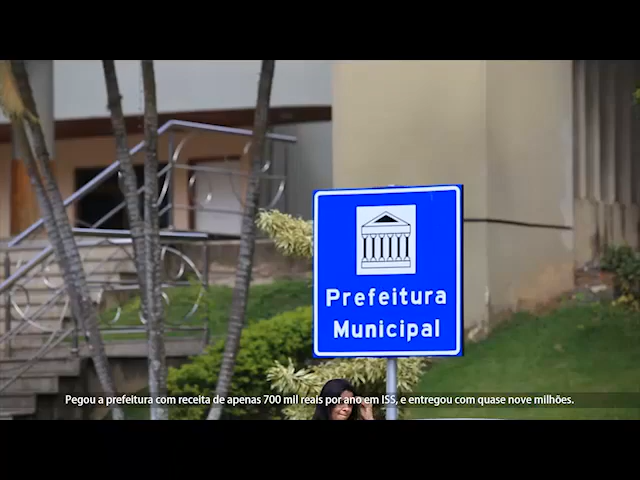 Prefeitura
Municipal
Pegou a prefeitura com receita de apenas 700 mil reais por ano em ISS, e entregou com quase nove milhões.